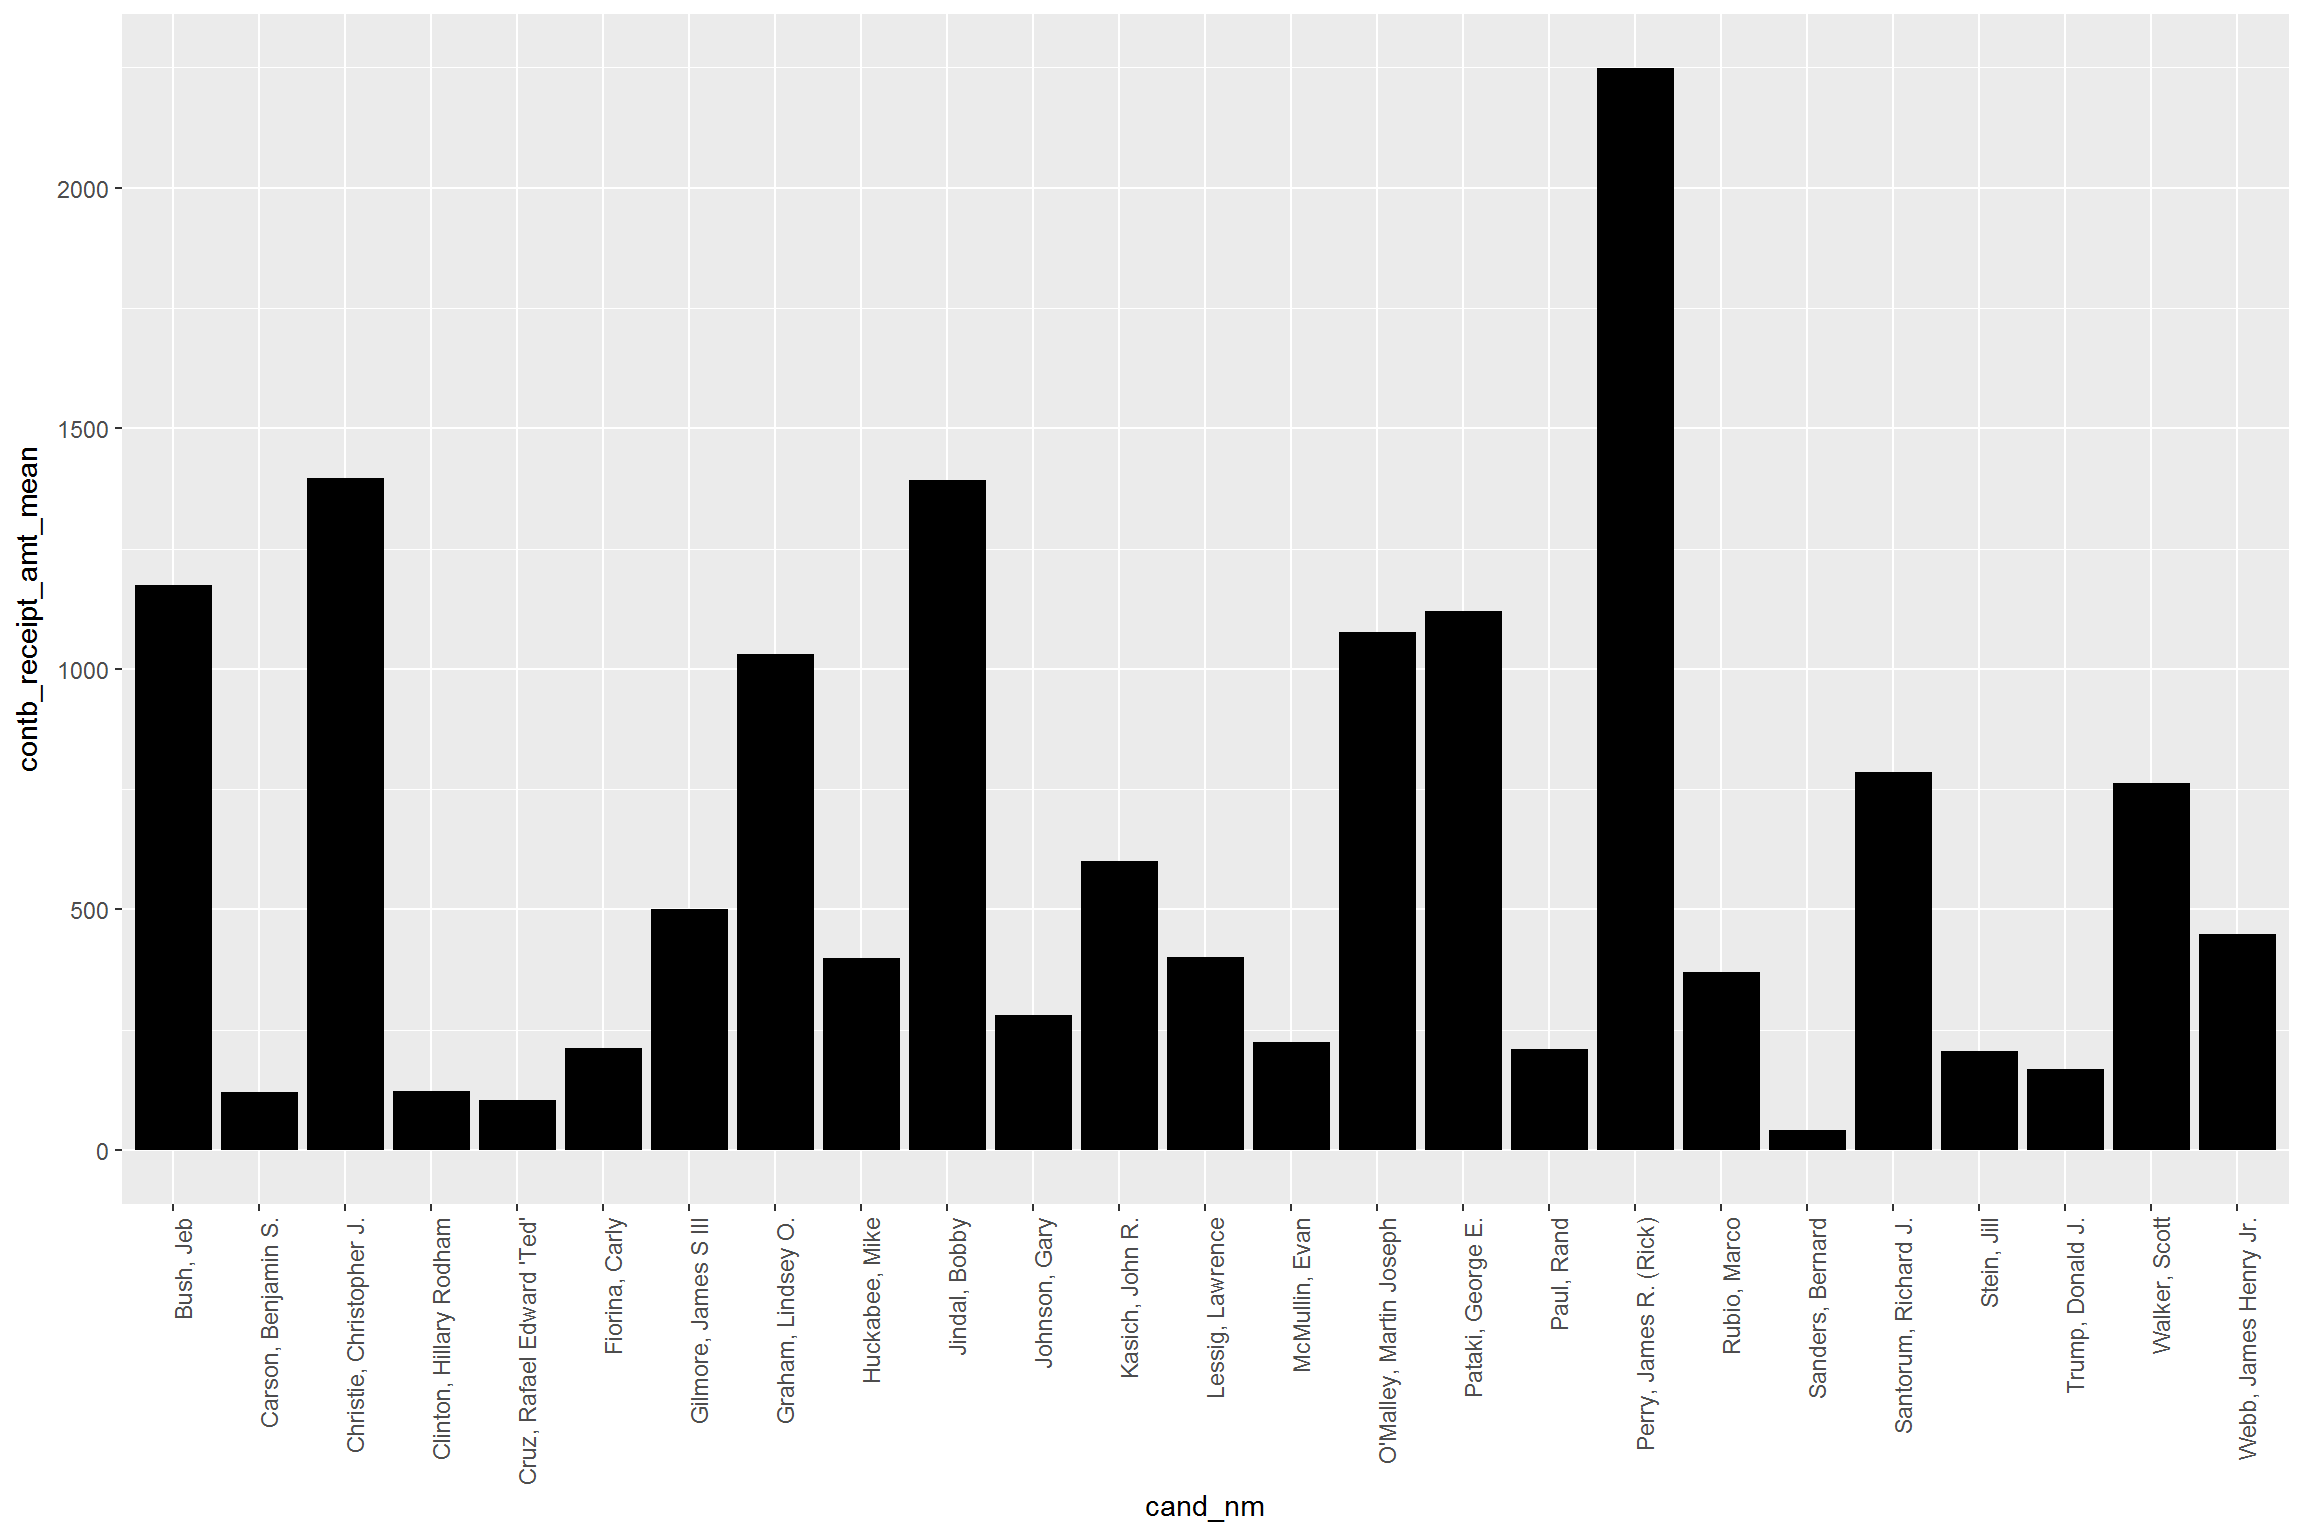 contb_receipt_amt_mean
2000
1500
1000
500
0
Bush, Jeb
Carson, Benjamin S.
Christie, Christopher J.
Clinton, Hillary Rodham
Cruz, Rafael Edward 'Ted'
Fiorina, Carly
Gilmore, James S III
Graham, Lindsey O.
Huckabee, Mike
Jindal, Bobby
Johnson, Gary
Kasich, John R.
Lessig, Lawrence
McMullin, Evan
O'Malley, Martin Joseph
Pataki, George E.
Paul, Rand
Perry, James R. (Rick)
Rubio, Marco
Sanders, Bernard
Santorum, Richard J.
Stein, Jill
Trump, Donald J.
Walker, Scott
Webb, James Henry Jr.
cand_nm